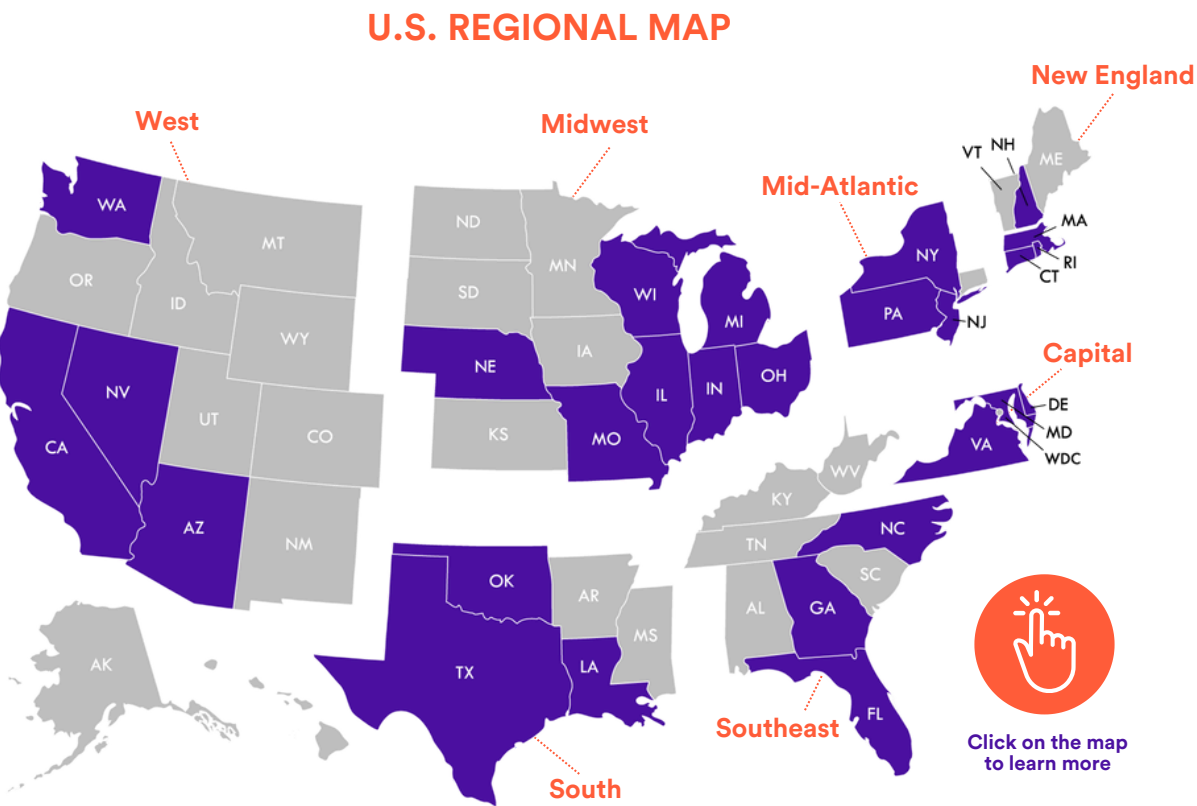 U.S. REGIONAL MAP
New England
West
Midwest
Mid-Atlantic
VT
NH
ME
WA
MT
ND
MN
MA
OR
ID
SD
WI
NY
RI
CT
WY
MI
PA
NJ
IA
NE
OH
Capital
NV
UT
CO
KS
IL
IN
DE
MD
WDC
CA
MO
VA
WV
KY
AZ
NM
TN
NC
OK
AR
SC
AL
GA
MS
AK
TX
LA
FL
Southeast
South
Click on the map
to learn more